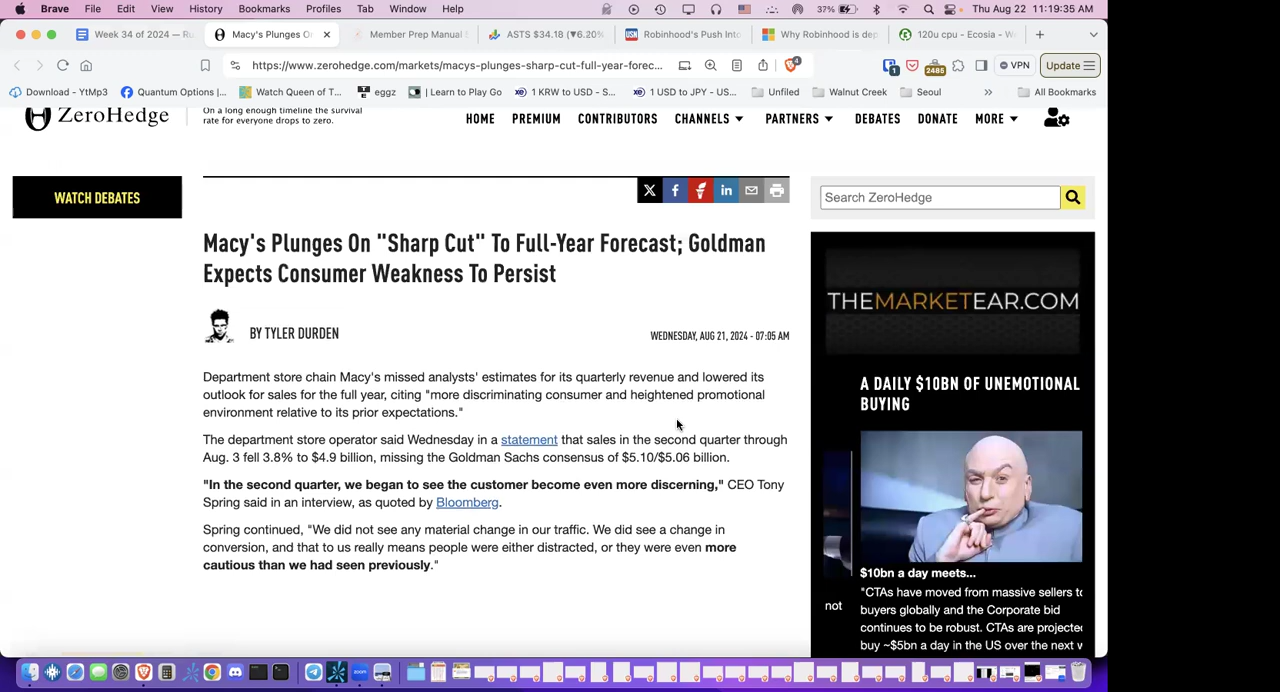 Brave File Edit View History Bookmarks Profiles Tab Window Help 37% Thu Aug 22 11:19:35 AM
Week 34 of 2024 — Ru... Macy's Plunges O Member Prep Manual ASTS $34.18 (▼6.20% Robinhood's Push Into Why Robinhood is dep 120u cpu - Ecosia - W
https://www.zerohedge.com/markets/macys-plunges-sharp-cut-full-year-forec... 4 1 2485 VPN Update
Download - YtMp3 Quantum Options |... Watch Queen of T... eggz | Learn to Play Go 1 KRW to USD - S... 1 USD to JPY - US... Unfiled Walnut Creek Seoul » All Bookmarks
ZeroHedge
On a long enough timeline the survival
rate for everyone drops to zero.
HOME PREMIUM CONTRIBUTORS CHANNELS PARTNERS DEBATES DONATE MORE
WATCH DEBATES
X f in
Search ZeroHedge
Macy's Plunges On "Sharp Cut" To Full-Year Forecast; Goldman
Expects Consumer Weakness To Persist
BY TYLER DURDEN
WEDNESDAY, AUG 21, 2024 - 07:05 AM
Department store chain Macy's missed analysts' estimates for its quarterly revenue and lowered its
outlook for sales for the full year, citing "more discriminating consumer and heightened promotional
environment relative to its prior expectations."
The department store operator said Wednesday in a statement that sales in the second quarter through
Aug. 3 fell 3.8% to $4.9 billion, missing the Goldman Sachs consensus of $5.10/$5.06 billion.
"In the second quarter, we began to see the customer become even more discerning," CEO Tony
Spring said in an interview, as quoted by Bloomberg.
Spring continued, "We did not see any material change in our traffic. We did see a change in
conversion, and that to us really means people were either distracted, or they were even more
cautious than we had seen previously."
THEMARKETEAR.COM
A DAILY $10BN OF UNEMOTIONAL
BUYING
$10bn a day meets...
not
"CTAs have moved from massive sellers to
buyers globally and the Corporate bid
continues to be robust. CTAs are projected
buy ~$5bn a day in the US over the next w
zoom